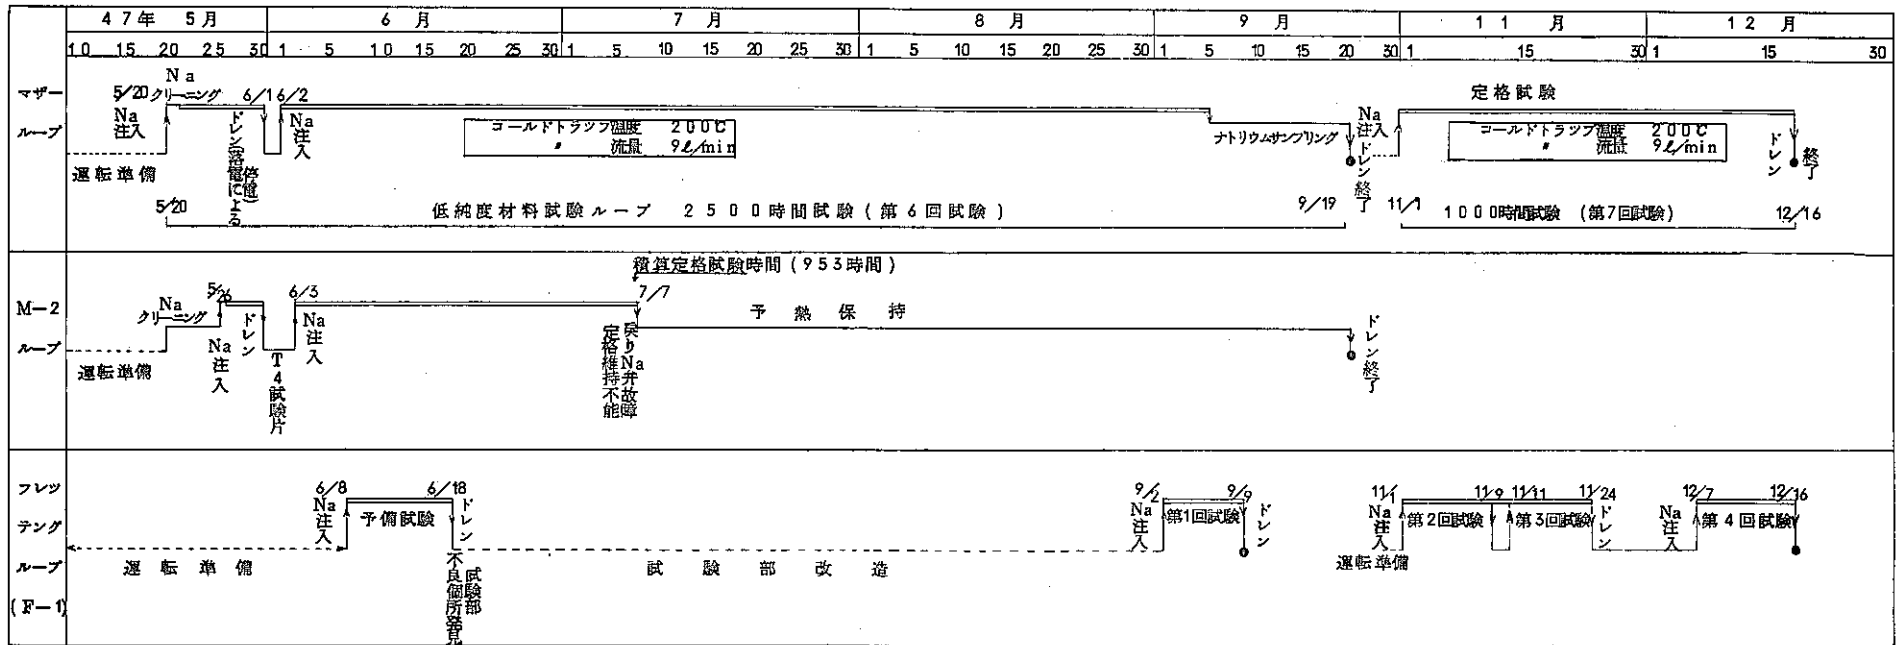 47年 5月 6月 7月 8月 9月 11月 12月
10 15 20 25 30 1 5 10 15 20 25 30 1 5 10 15 20 25 30 1 5 10 15 20 25 30 1 5 10 15 20 25 30 1 15 30 1 15 30
マザー
ループ
5/20
Na
注入
Na
クリーニング
6/1
6/2
ドレン(落雷による停電)
Na
注入
運転準備
コールドトラップ温度 200℃
〃 流量 9ℓ/min
ナトリウムサンプリング
ドレン終了
Na
注入
定格試験
コールドトラップ温度 200℃
〃 流量 9ℓ/min
ドレン
終了
5/20
低純度材料試験ループ 2500時間試験(第6回試験)
9/19
11/1
1000時間試験 (第7回試験)
12/16
M-2
ループ
Na
クリーニング
5/26
Na
注入
ドレン
6/3
Na
注入
運転準備
T4試験片
積算定格試験時間(953時間)
7/7
戻りNa弁故障
定格維持不能
予熱保持
ドレン終了
フレッ
テング
ループ
(F-1)
6/8
Na
注入
6/18
予備試験
ドレン
運転準備
試験部
不良個所発見
試験部改造
9/2
Na
注入
9/9
第1回試験
ドレン
11/1
Na
注入
運転準備
11/9
第2回試験
11/11
第3回試験
11/24
ドレン
12/7
Na
注入
12/16
第4回試験